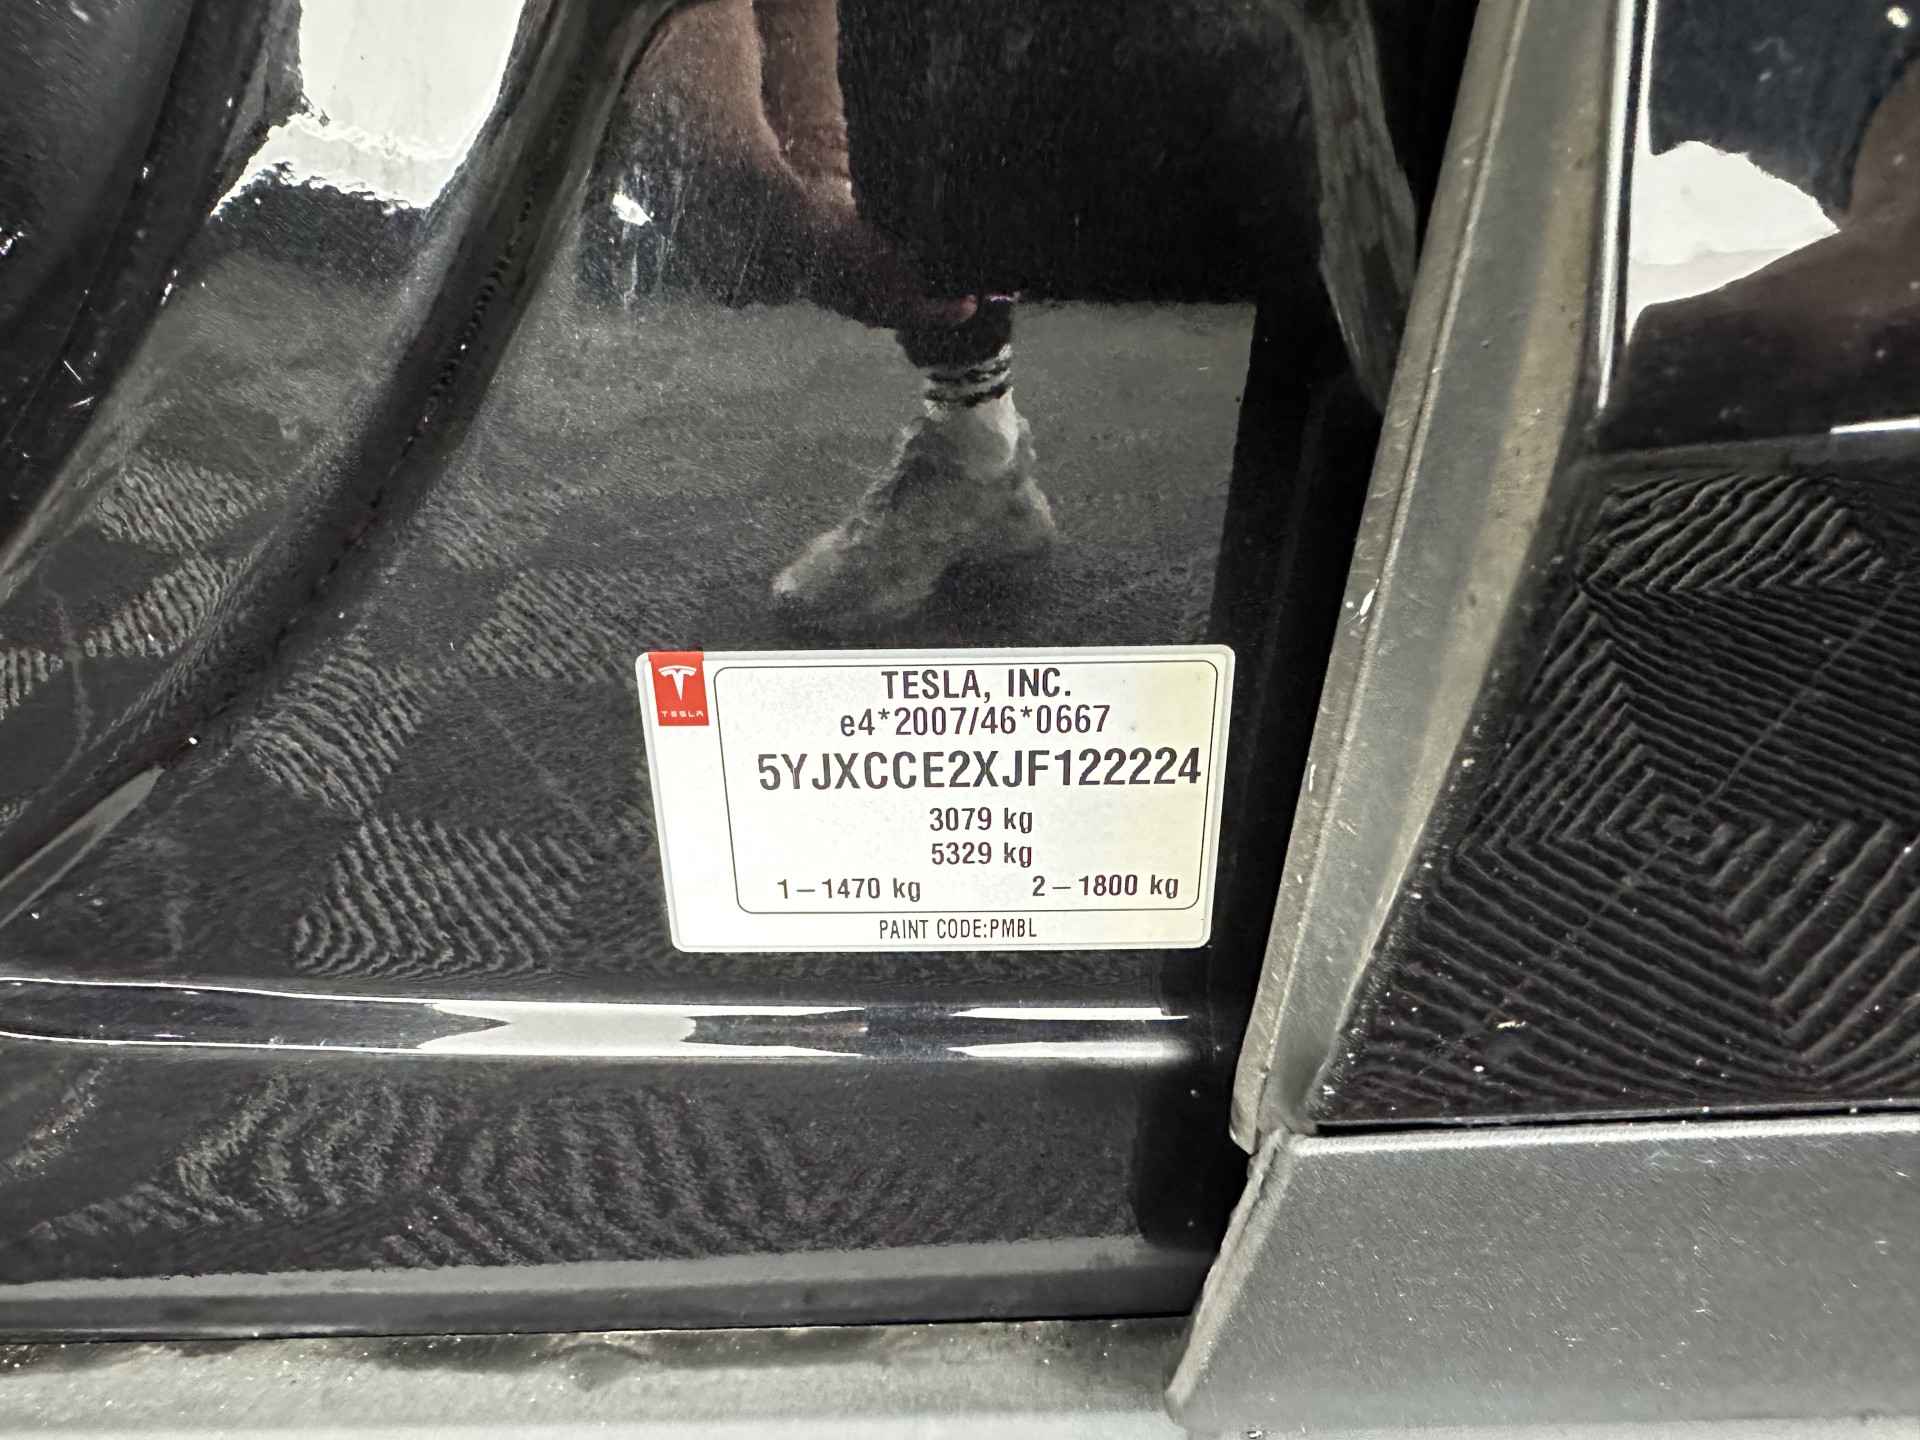 TESLA
TESLA, INC.
e4*2007/46*0667
5YJXCCE2XJF122224
3079 kg
5329 kg
1–1470 kg 2–1800 kg
PAINT CODE:PMBL